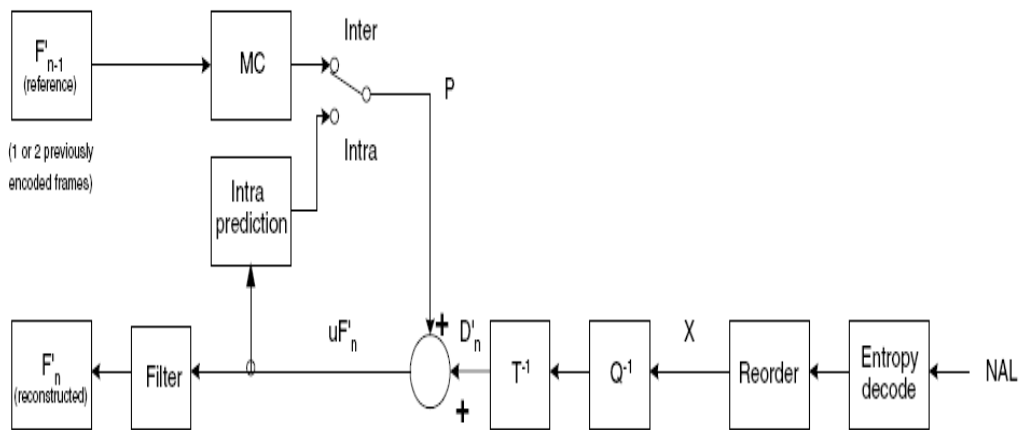 F'n-1
(reference)
(1 or 2 previously
encoded frames)
MC
Inter
P
Intra
Intra
prediction
F'n
(reconstructed)
Filter
uF'n
+
D'n
+
T-1
Q-1
X
Reorder
Entropy
decode
NAL